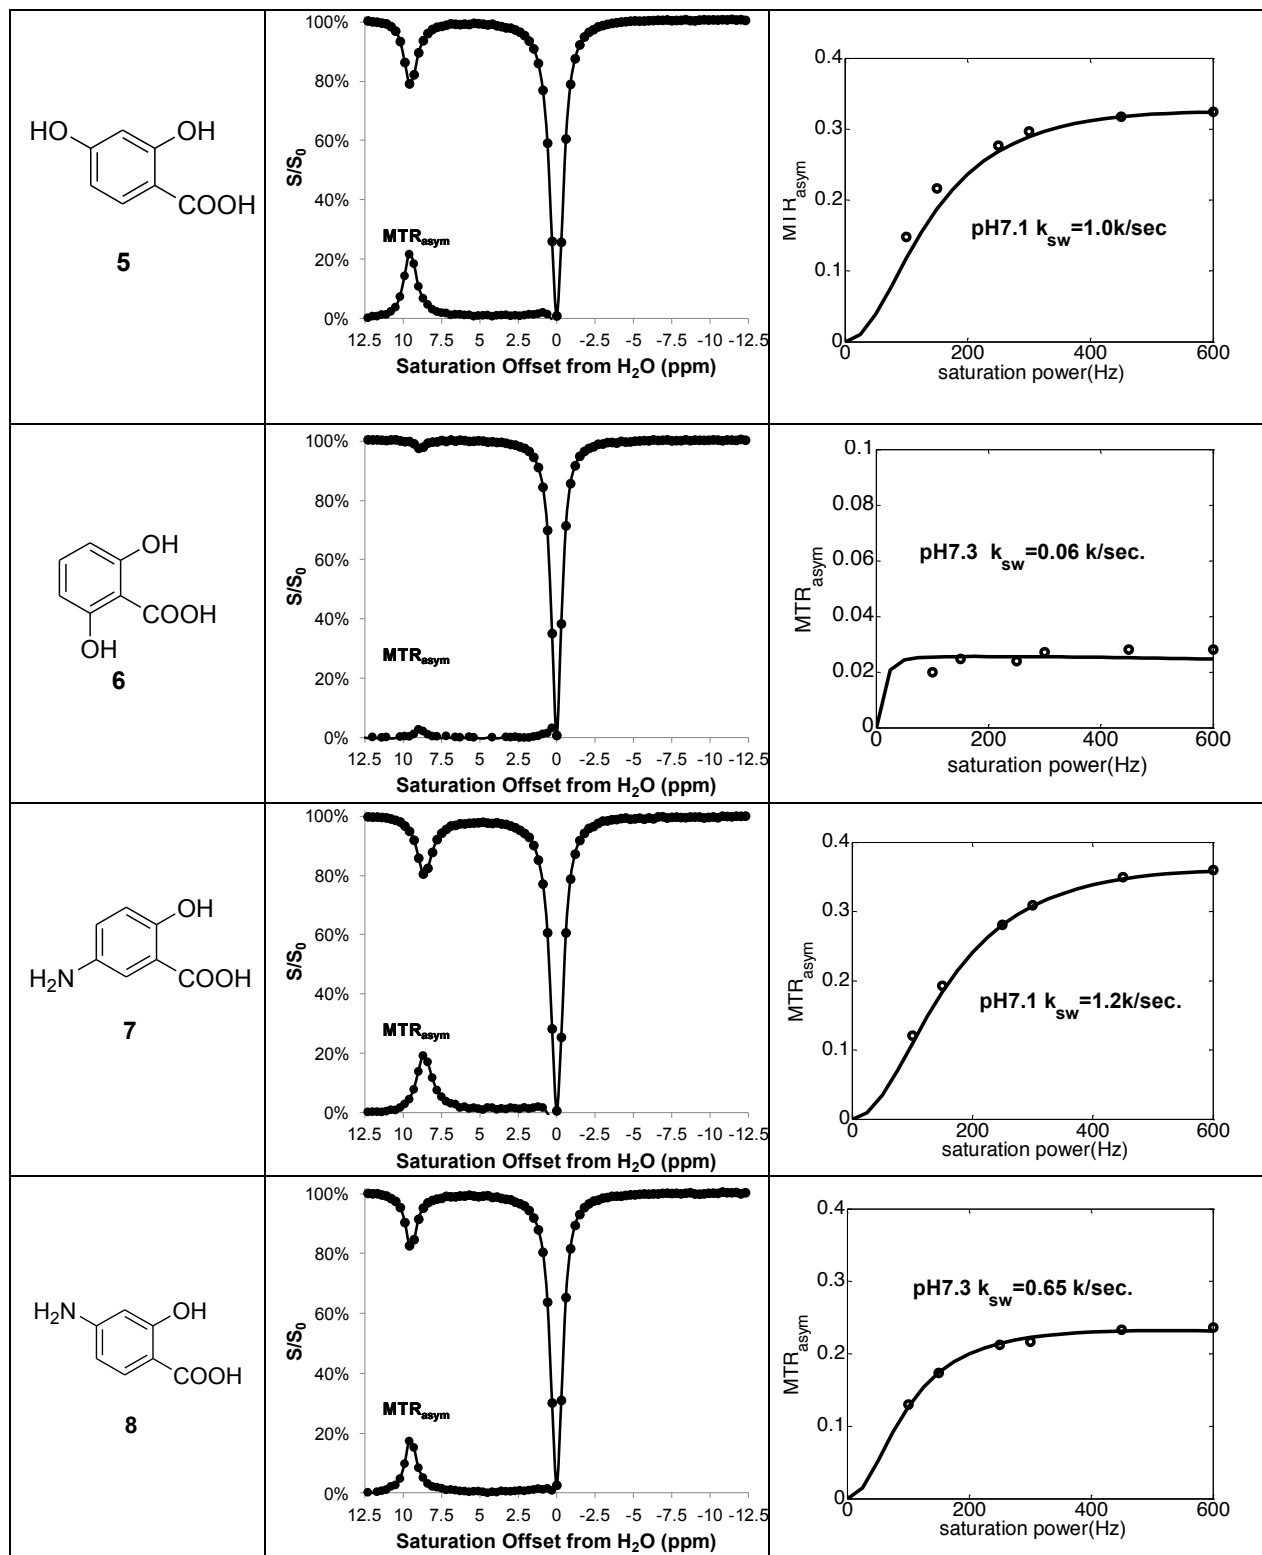 HO
OH
COOH
5
100%
80%
60%
40%
20%
0%
S/S0
MTRasym
12.5 10 7.5 5 2.5 0 -2.5 -5 -7.5 -10 -12.5
Saturation Offset from H2O (ppm)
0.4
0.3
0.2
0.1
0
MTRasym
pH7.1 ksw=1.0k/sec
0 200 400 600
saturation power(Hz)
OH
COOH
OH
6
100%
80%
60%
40%
20%
0%
S/S0
MTRasym
12.5 10 7.5 5 2.5 0 -2.5 -5 -7.5 -10 -12.5
Saturation Offset from H2O (ppm)
0.1
0.08
0.06
0.04
0.02
0
MTRasym
pH7.3 ksw=0.06 k/sec.
0 200 400 600
saturation power(Hz)
OH
H2N
COOH
7
100%
80%
60%
40%
20%
0%
S/S0
MTRasym
12.5 10 7.5 5 2.5 0 -2.5 -5 -7.5 -10 -12.5
Saturation Offset from H2O (ppm)
0.4
0.3
0.2
0.1
0
MTRasym
pH7.1 ksw=1.2k/sec.
0 200 400 600
saturation power(Hz)
H2N
OH
COOH
8
100%
80%
60%
40%
20%
0%
S/S0
MTRasym
12.5 10 7.5 5 2.5 0 -2.5 -5 -7.5 -10 -12.5
Saturation Offset from H2O (ppm)
0.4
0.3
0.2
0.1
0
MTRasym
pH7.3 ksw=0.65 k/sec.
0 200 400 600
saturation power(Hz)